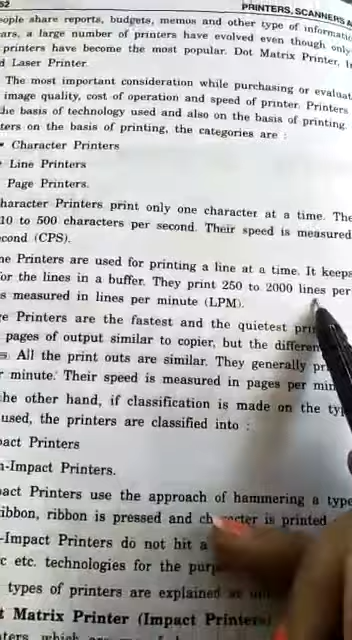 52 PRINTERS, SCANNERS A
eople share reports, budgets, memos and other type of informatio
ars, a large number of printers have evolved even though only
printers have become the most popular. Dot Matrix Printer, I
d Laser Printer.
The most important consideration while purchasing or evaluat
image quality, cost of operation and speed of printer. Printers
the basis of technology used and also on the basis of printing.
ters on the basis of printing, the categories are :
Character Printers
Line Printers
Page Printers.
haracter Printers print only one character at a time. The
10 to 500 characters per second. Their speed is measured
cond (CPS).
ne Printers are used for printing a line at a time. It keeps
for the lines in a buffer. They print 250 to 2000 lines per
s measured in lines per minute (LPM).
e Printers are the fastest and the quietest pri
pages of output similar to copier, but the differen
All the print outs are similar. They generally pr
r minute. Their speed is measured in pages per min
he other hand, if classification is made on the ty
used, the printers are classified into :
pact Printers
n-Impact Printers.
pact Printers use the approach of hammering a type
ribbon, ribbon is pressed and character is printed
-Impact Printers do not hit a
c etc. technologies for the purp
types of printers are explained as
t Matrix Printer (Impact Printers)